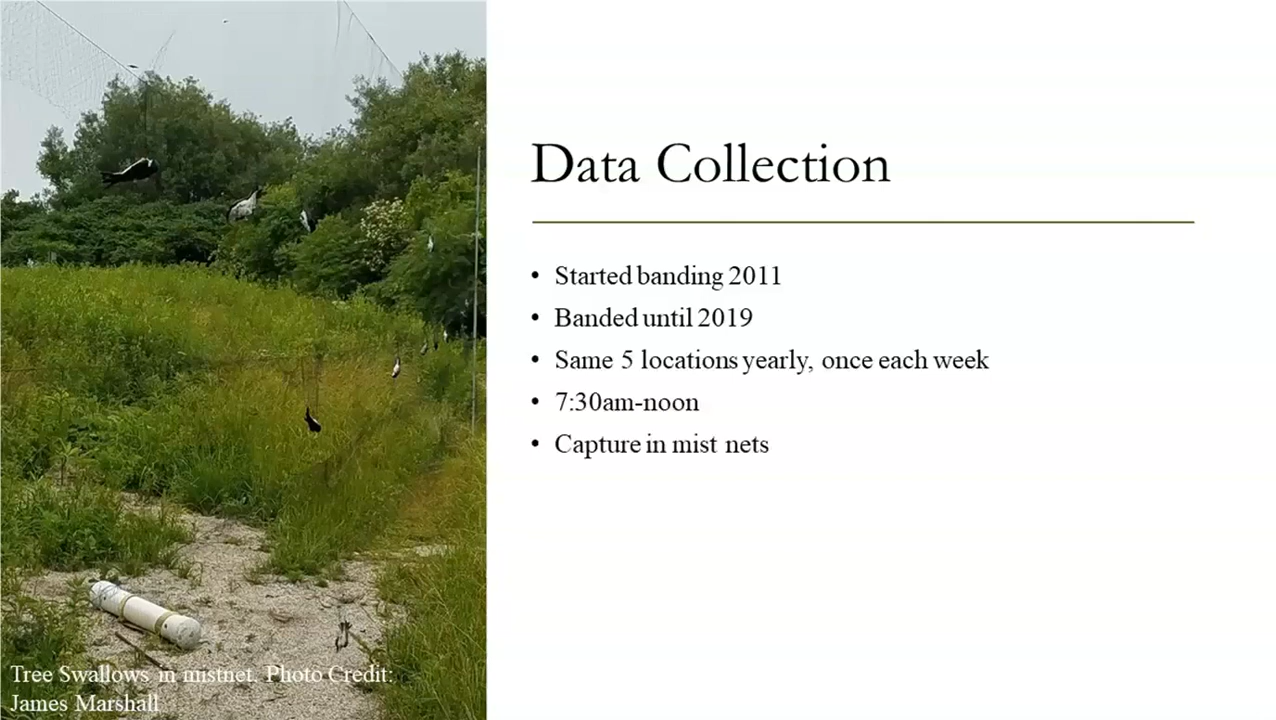 Data Collection
• Started banding 2011
• Banded until 2019
• Same 5 locations yearly, once each week
• 7:30am-noon
• Capture in mist nets
Tree Swallows in mistnet. Photo Credit:
James Marshall